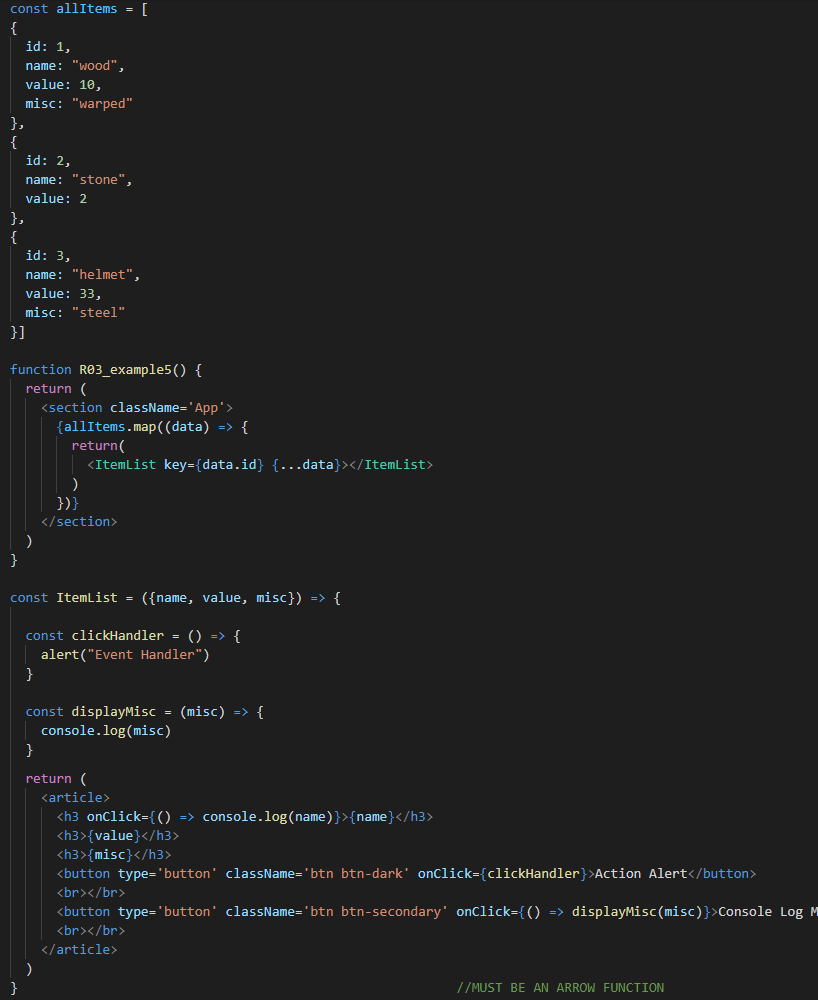 const allItems = [
{
  id: 1,
  name: "wood",
  value: 10,
  misc: "warped"
},
{
  id: 2,
  name: "stone",
  value: 2
},
{
  id: 3,
  name: "helmet",
  value: 33,
  misc: "steel"
}]

function R03_example5() {
  return (
    <section className='App'>
      {allItems.map((data) => {
        return(
          <ItemList key={data.id} {...data}></ItemList>
        )
      })}
    </section>
  )
}

const ItemList = ({name, value, misc}) => {

  const clickHandler = () => {
    alert("Event Handler")
  }

  const displayMisc = (misc) => {
    console.log(misc)
  }

  return (
    <article>
      <h3 onClick={() => console.log(name)}>{name}</h3>
      <h3>{value}</h3>
      <h3>{misc}</h3>
      <button type='button' className='btn btn-dark' onClick={clickHandler}>Action Alert</button>
      <br></br>
      <button type='button' className='btn btn-secondary' onClick={() => displayMisc(misc)}>Console Log M
      <br></br>
    </article>
  )
} //MUST BE AN ARROW FUNCTION